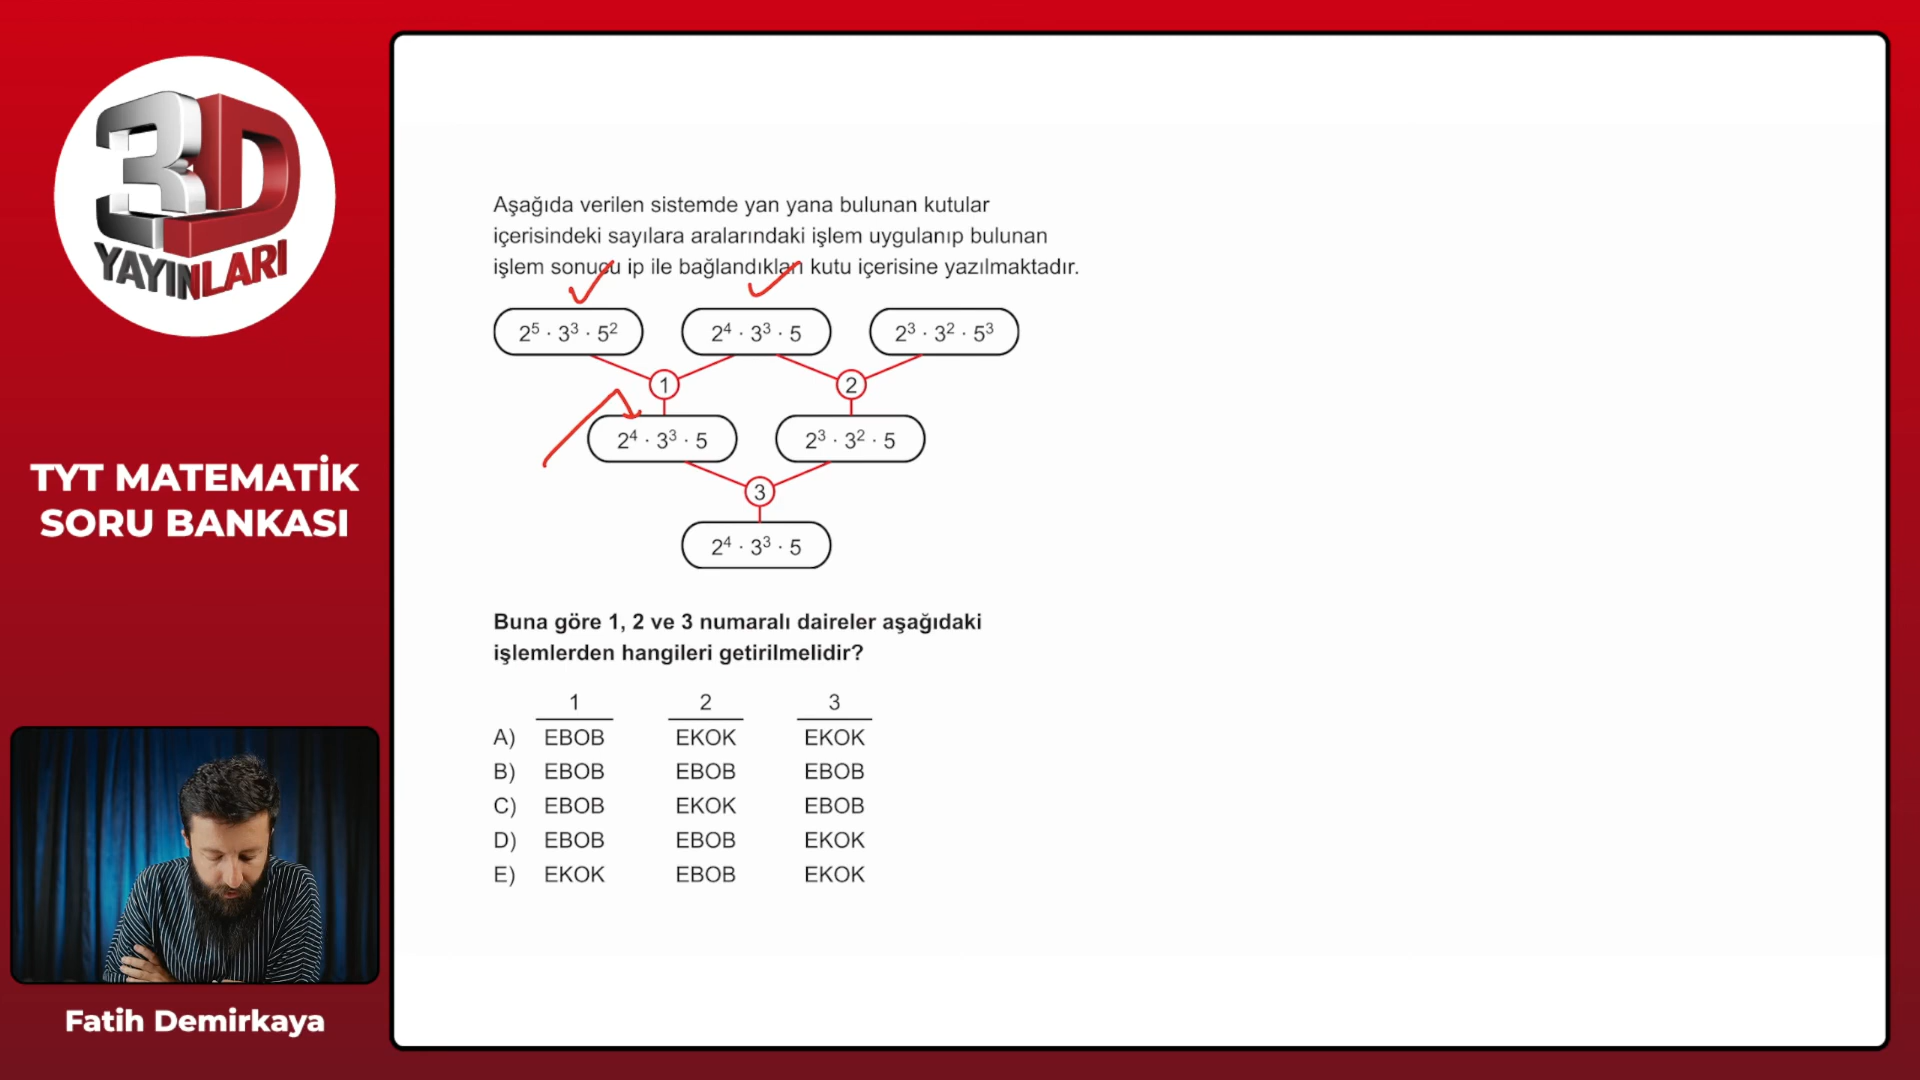 3D
YAYINLARI
TYT MATEMATİK
SORU BANKASI
Fatih Demirkaya
Aşağıda verilen sistemde yan yana bulunan kutular
içerisindeki sayılara aralarındaki işlem uygulanıp bulunan
işlem sonucu ip ile bağlandıkları kutu içerisine yazılmaktadır.
2⁵ · 3³ · 5² 2⁴ · 3³ · 5 2³ · 3² · 5³
1 2
2⁴ · 3³ · 5 2³ · 3² · 5
3
2⁴ · 3³ · 5
Buna göre 1, 2 ve 3 numaralı daireler aşağıdaki
işlemlerden hangileri getirilmelidir?
1 2 3
A) EBOB EKOK EKOK
B) EBOB EBOB EBOB
C) EBOB EKOK EBOB
D) EBOB EBOB EKOK
E) EKOK EBOB EKOK